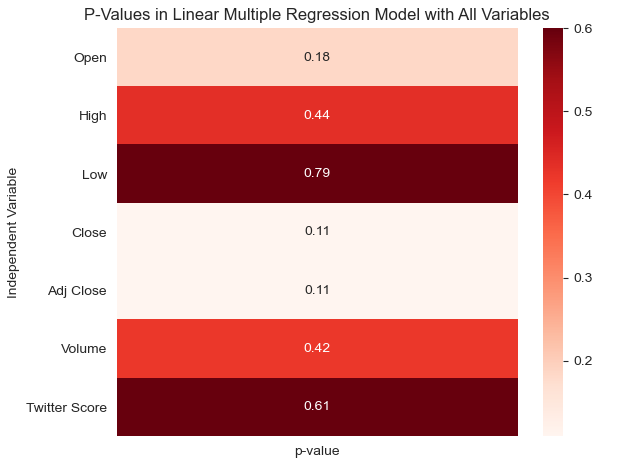 P-Values in Linear Multiple Regression Model with All Variables
Independent Variable
Open
0.18
High
0.44
Low
0.79
Close
0.11
Adj Close
0.11
Volume
0.42
Twitter Score
0.61
p-value
0.6
0.5
0.4
0.3
0.2